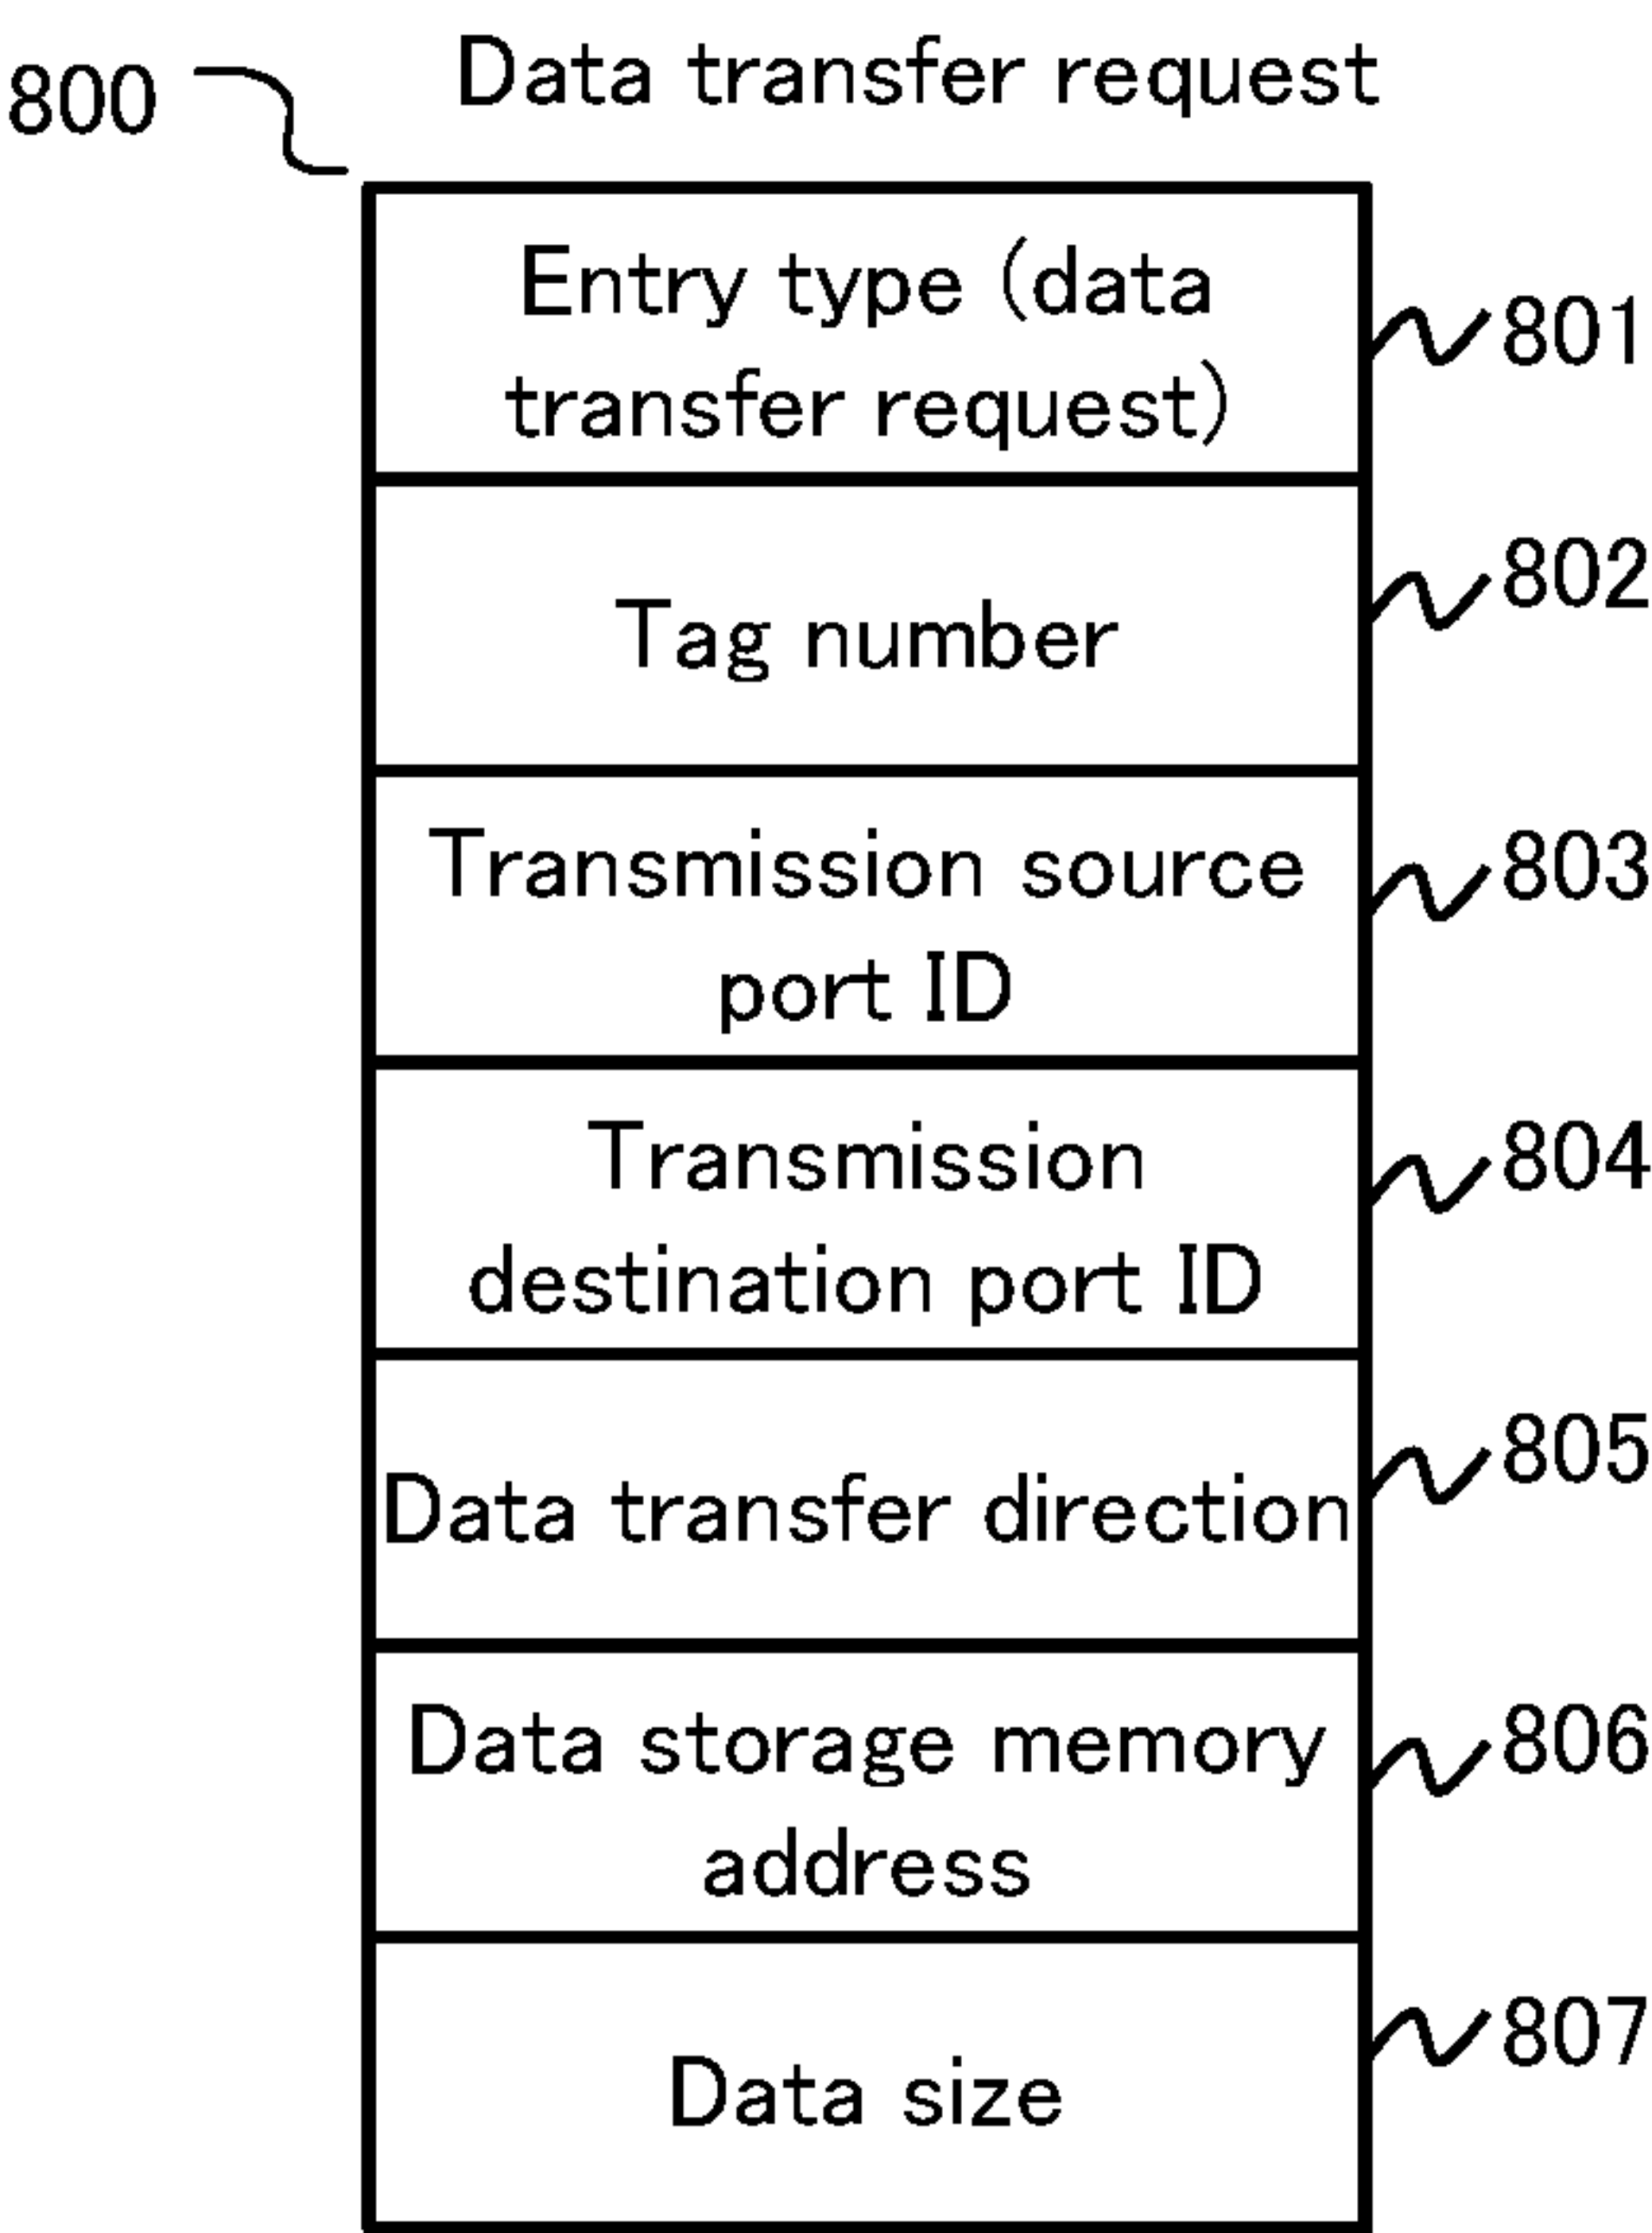 800
Data transfer request
Entry type (data
transfer request)
801
Tag number
802
Transmission source
port ID
803
Transmission
destination port ID
804
Data transfer direction
805
Data storage memory
address
806
Data size
807